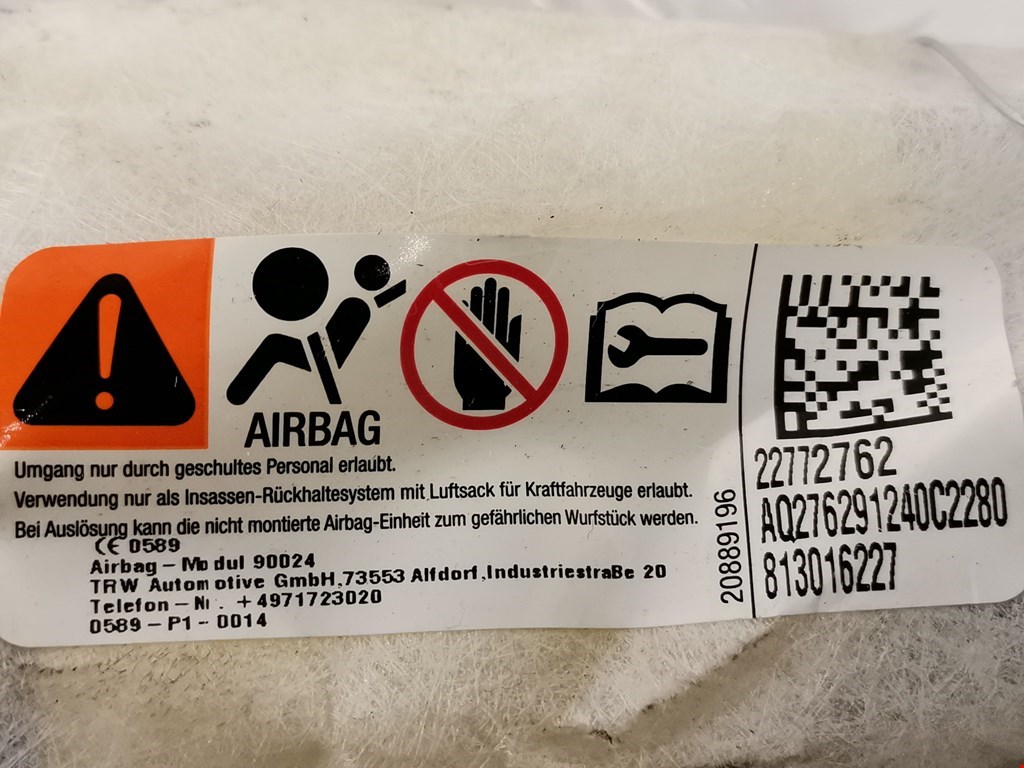 AIRBAG
Umgang nur durch geschultes Personal erlaubt.
Verwendung nur als Insassen-Rückhaltesystem mit Luftsack für Kraftfahrzeuge erlaubt.
Bei Auslösung kann die nicht montierte Airbag-Einheit zum gefährlichen Wurfstück werden.
CE 0589
Airbag-Modul 90024
TRW Automotive GmbH,73553 Alfdorf,Industriestraße 20
Telefon-Nr. +4971723020
0589-P1-0014
20889196
22772762
AQ276291240C2280
813016227